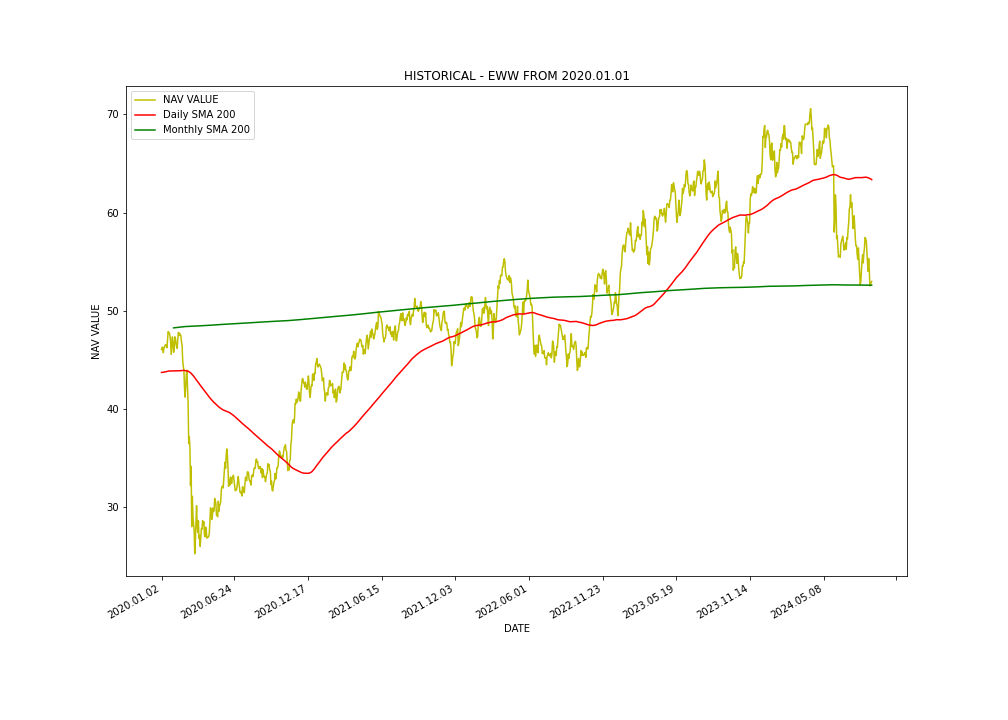 HISTORICAL - EWW FROM 2020.01.01
NAV VALUE
Daily SMA 200
Monthly SMA 200
70
60
50
40
30
NAV VALUE
2020.01.02
2020.06.24
2020.12.17
2021.06.15
2021.12.03
2022.06.01
2022.11.23
2023.05.19
2023.11.14
2024.05.08
DATE